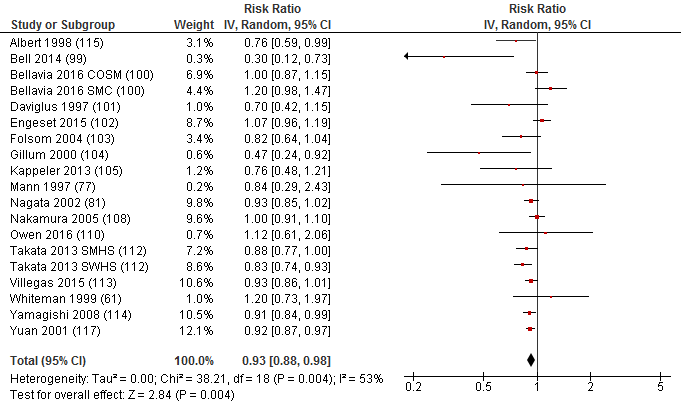 Risk Ratio Risk Ratio
Study or Subgroup Weight IV, Random, 95% CI IV, Random, 95% CI
Albert 1998 (115) 3.1% 0.76 [0.59, 0.99]
Bell 2014 (99) 0.3% 0.30 [0.12, 0.73]
Bellavia 2016 COSM (100) 6.9% 1.00 [0.87, 1.15]
Bellavia 2016 SMC (100) 4.4% 1.20 [0.98, 1.47]
Daviglus 1997 (101) 1.0% 0.70 [0.42, 1.15]
Engeset 2015 (102) 8.7% 1.07 [0.96, 1.19]
Folsom 2004 (103) 3.4% 0.82 [0.64, 1.04]
Gillum 2000 (104) 0.6% 0.47 [0.24, 0.92]
Kappeler 2013 (105) 1.2% 0.76 [0.48, 1.21]
Mann 1997 (77) 0.2% 0.84 [0.29, 2.43]
Nagata 2002 (81) 9.8% 0.93 [0.85, 1.02]
Nakamura 2005 (108) 9.6% 1.00 [0.91, 1.10]
Owen 2016 (110) 0.7% 1.12 [0.61, 2.06]
Takata 2013 SMHS (112) 7.2% 0.88 [0.77, 1.00]
Takata 2013 SWHS (112) 8.6% 0.83 [0.74, 0.93]
Villegas 2015 (113) 10.6% 0.93 [0.86, 1.01]
Whiteman 1999 (61) 1.0% 1.20 [0.73, 1.97]
Yamagishi 2008 (114) 10.5% 0.91 [0.84, 0.99]
Yuan 2001 (117) 12.1% 0.92 [0.87, 0.97]
Total (95% CI) 100.0% 0.93 [0.88, 0.98]
Heterogeneity: Tau² = 0.00; Chi² = 38.21, df = 18 (P = 0.004); I² = 53%
Test for overall effect: Z = 2.84 (P = 0.004)
0.2 0.5 1 2 5